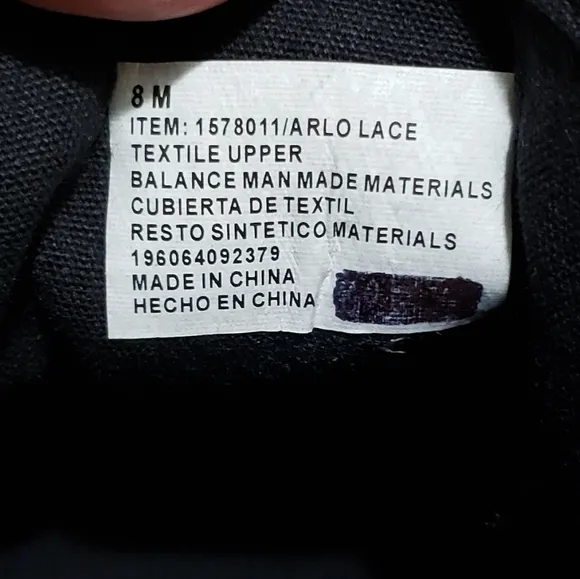 8 M
ITEM: 1578011/ARLO LACE
TEXTILE UPPER
BALANCE MAN MADE MATERIALS
CUBIERTA DE TEXTIL
RESTO SINTETICO MATERIALS
196064092379
MADE IN CHINA
HECHO EN CHINA